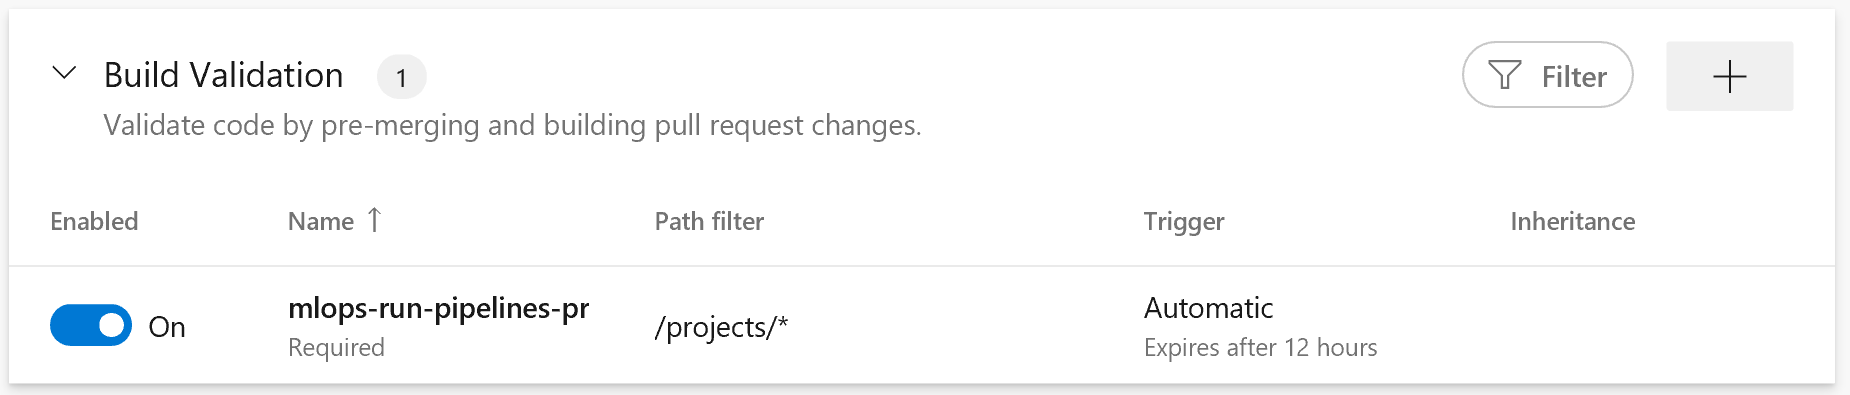 Build Validation 1
Filter
Validate code by pre-merging and building pull request changes.
Enabled Name ↑ Path filter Trigger Inheritance
On mlops-run-pipelines-pr /projects/* Automatic
Required Expires after 12 hours